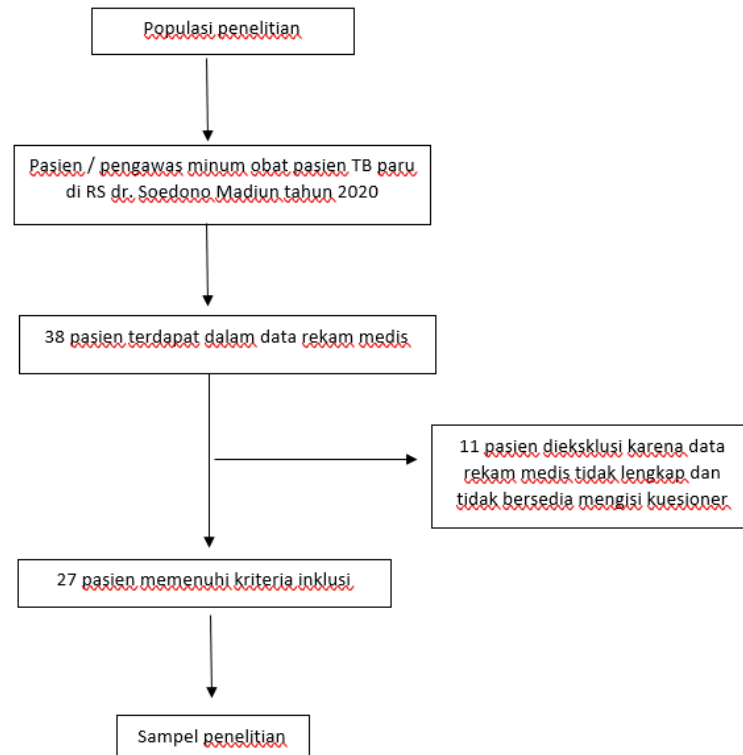 Populasi penelitian
Pasien / pengawas minum obat pasien TB paru
di RS dr. Soedono Madiun tahun 2020
38 pasien terdapat dalam data rekam medis
11 pasien dieksklusi karena data
rekam medis tidak lengkap dan
tidak bersedia mengisi kuesioner
27 pasien memenuhi kriteria inklusi
Sampel penelitian